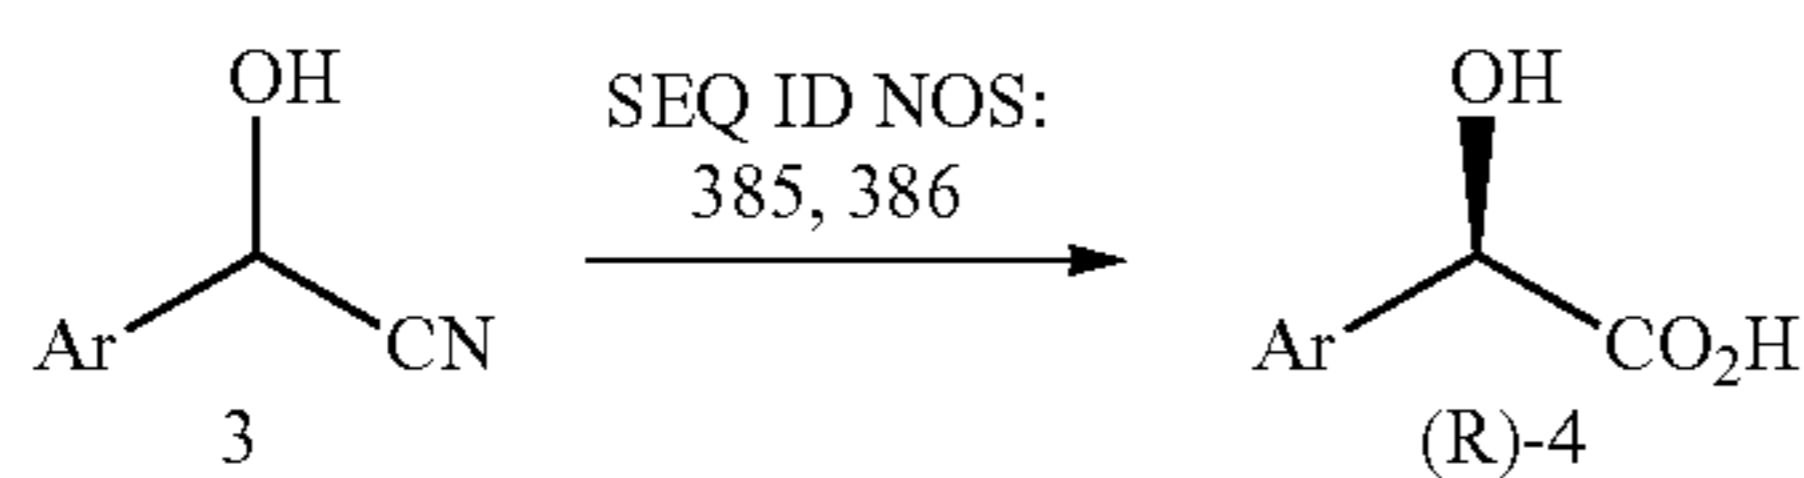 OH
Ar
CN
3
SEQ ID NOS:
385, 386
OH
Ar
CO₂H
(R)-4